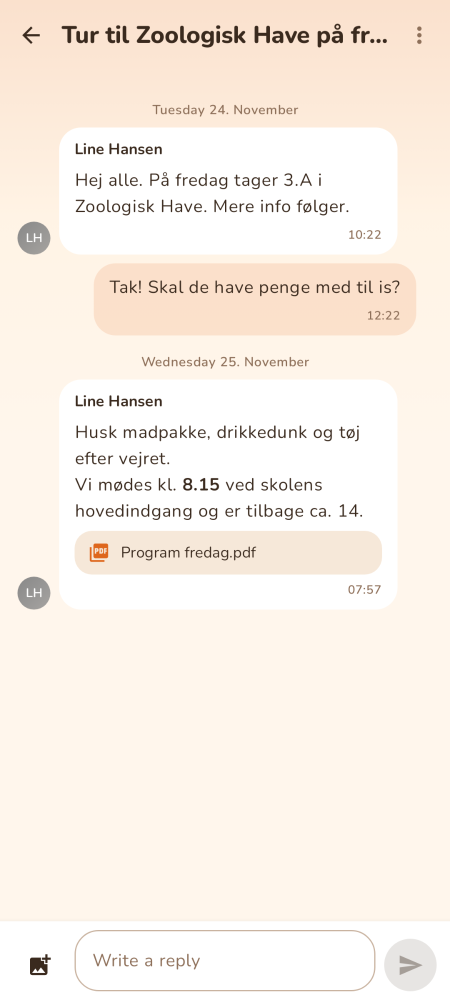 Tur til Zoologisk Have på fr...
Tuesday 24. November
Line Hansen
Hej alle. På fredag tager 3.A i
Zoologisk Have. Mere info følger.
10:22
LH
Tak! Skal de have penge med til is?
12:22
Wednesday 25. November
Line Hansen
Husk madpakke, drikkedunk og tøj
efter vejret.
Vi mødes kl. 8.15 ved skolens
hovedindgang og er tilbage ca. 14.
PDF
Program fredag.pdf
07:57
LH
Write a reply